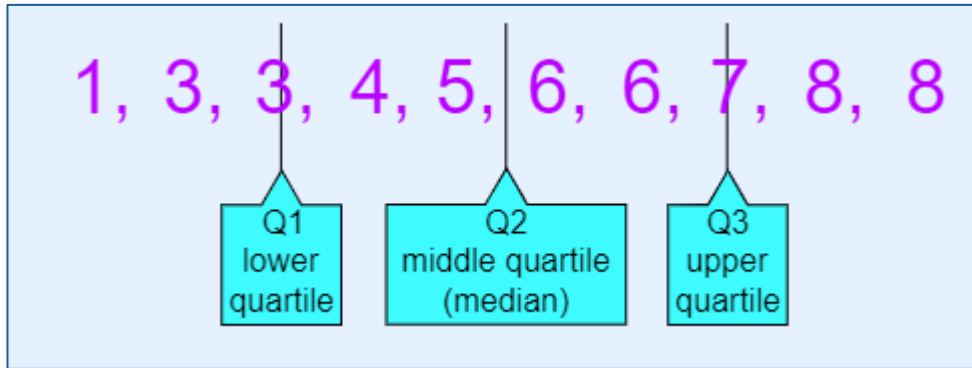 1, 3, 3, 4, 5, 6, 6, 7, 8, 8
Q1
lower
quartile
Q2
middle quartile
(median)
Q3
upper
quartile